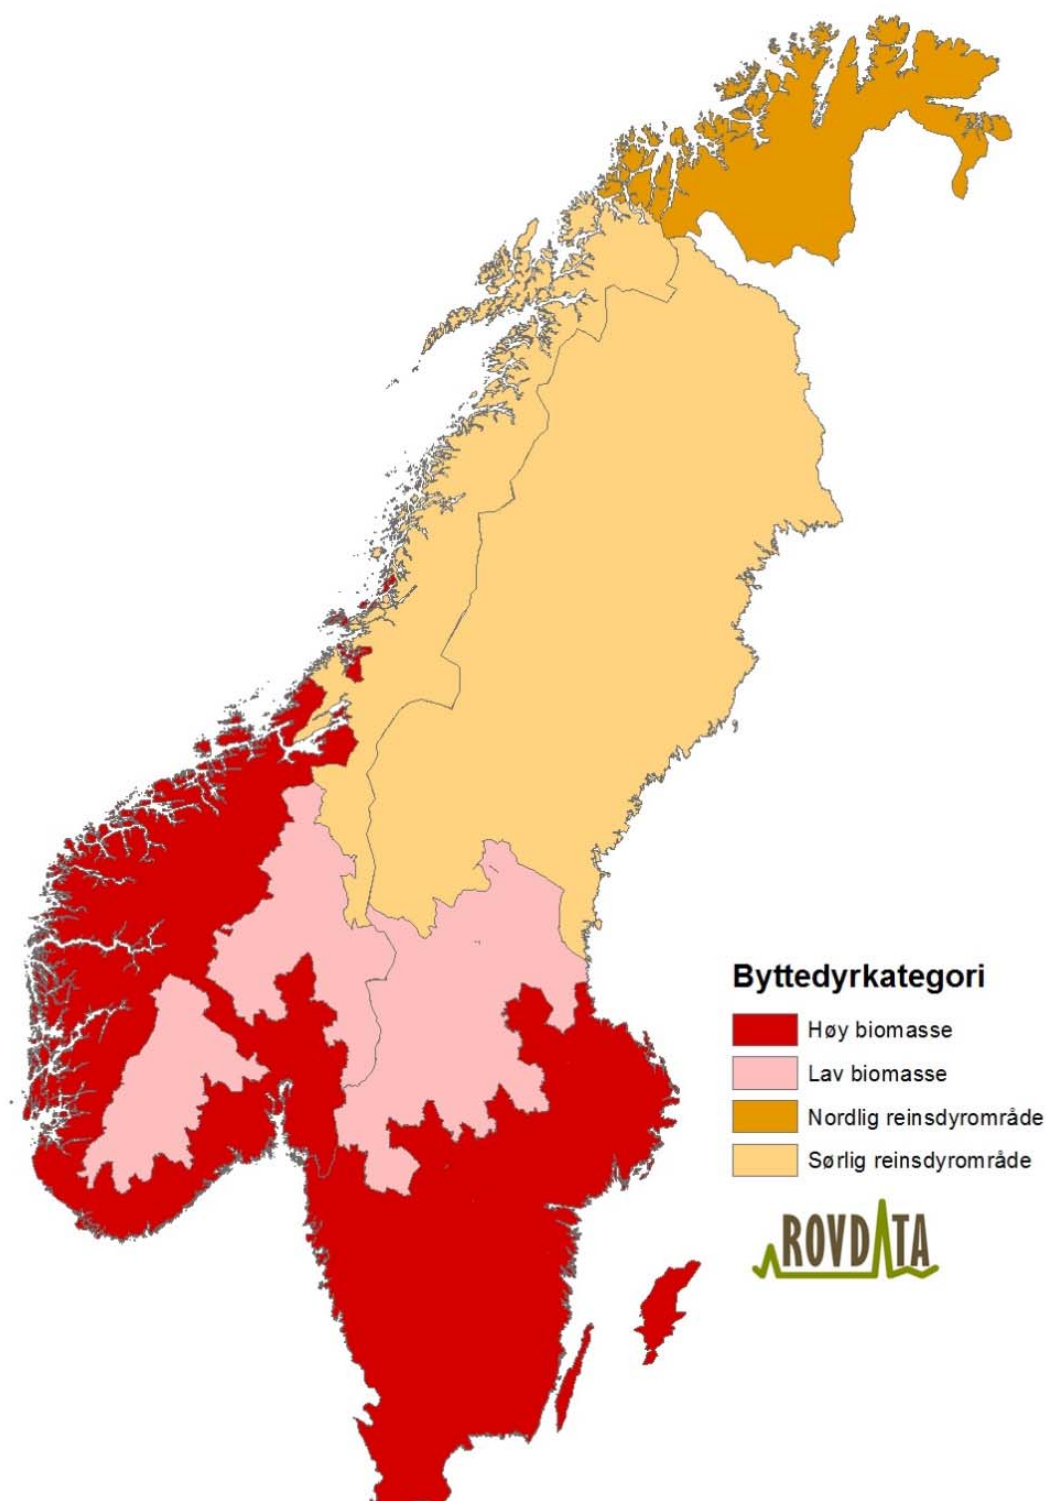 Byttedyrkategori
Høy biomasse
Lav biomasse
Nordlig reinsdyrområde
Sørlig reinsdyrområde
ROVDATA